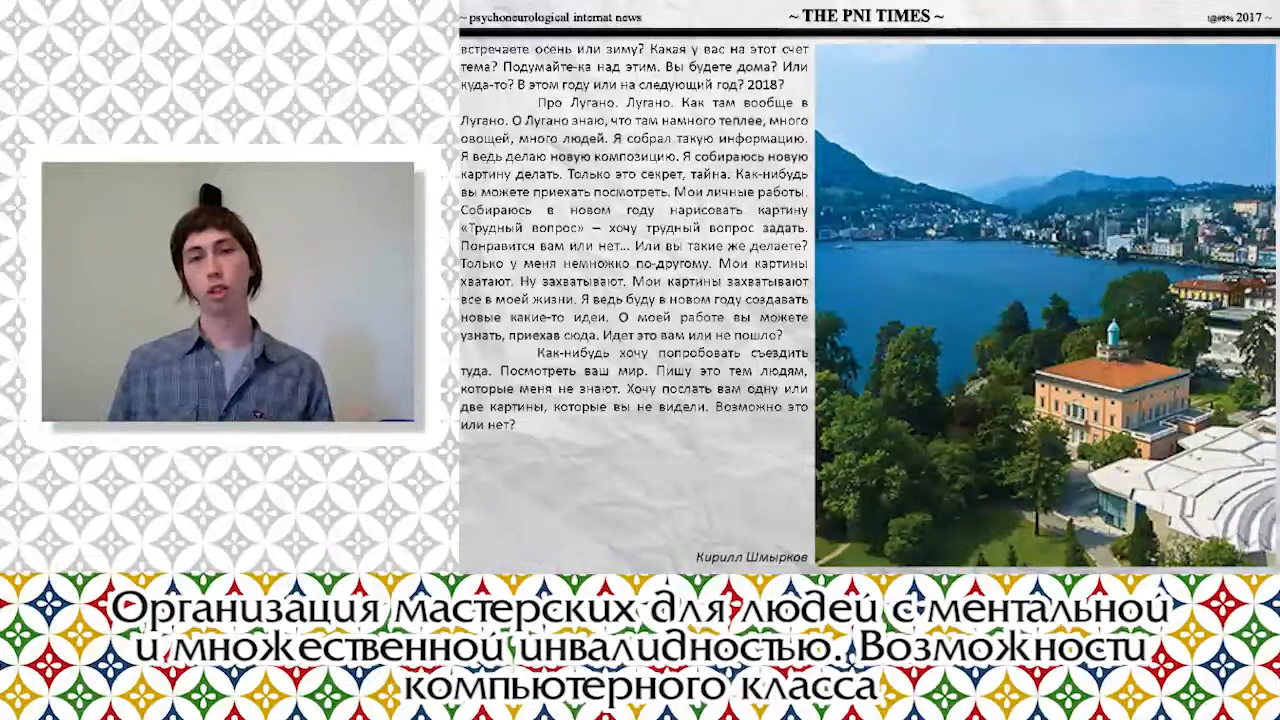 ~ psychoneurological internat news
~ THE PNI TIMES ~
!@#$% 2017 ~
встречаете осень или зиму? Какая у вас на этот счет
тема? Подумайте-ка над этим. Вы будете дома? Или
куда-то? В этом году или на следующий год? 2018?
Про Лугано. Лугано. Как там вообще в
Лугано. О Лугано знаю, что там намного теплее, много
овощей, много людей. Я собрал такую информацию.
Я ведь делаю новую композицию. Я собираюсь новую
картину делать. Только это секрет, тайна. Как-нибудь
вы можете приехать посмотреть. Мои личные работы.
Собираюсь в новом году нарисовать картину
«Трудный вопрос» – хочу трудный вопрос задать.
Понравится вам или нет... Или вы такие же делаете?
Только у меня немножко по-другому. Мои картины
хватают. Ну захватывают. Мои картины захватывают
все в моей жизни. Я ведь буду в новом году создавать
новые какие-то идеи. О моей работе вы можете
узнать, приехав сюда. Идет это вам или не пошло?
Как-нибудь хочу попробовать съездить
туда. Посмотреть ваш мир. Пишу это тем людям,
которые меня не знают. Хочу послать вам одну или
две картины, которые вы не видели. Возможно это
или нет?
Кирилл Шмырков
Организация мастерских для людей с ментальной
и множественной инвалидностью. Возможности
компьютерного класса